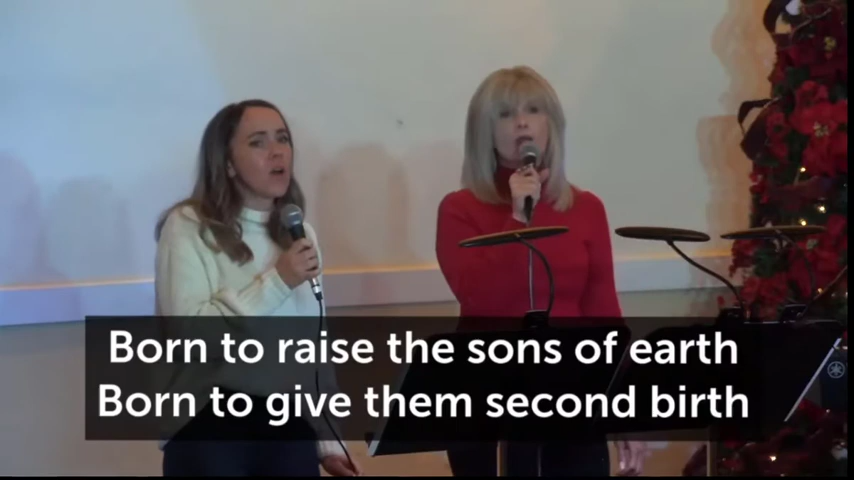 Born to raise the sons of earth
Born to give them second birth